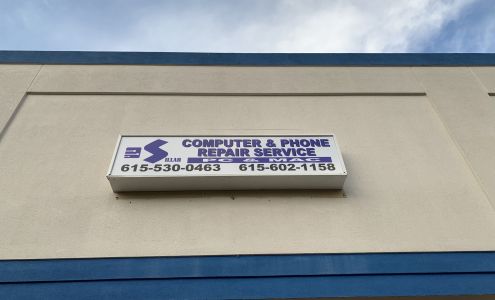 COMPUTER & PHONE
REPAIR SERVICE
PC & MAC
615-530-0463 615-602-1158